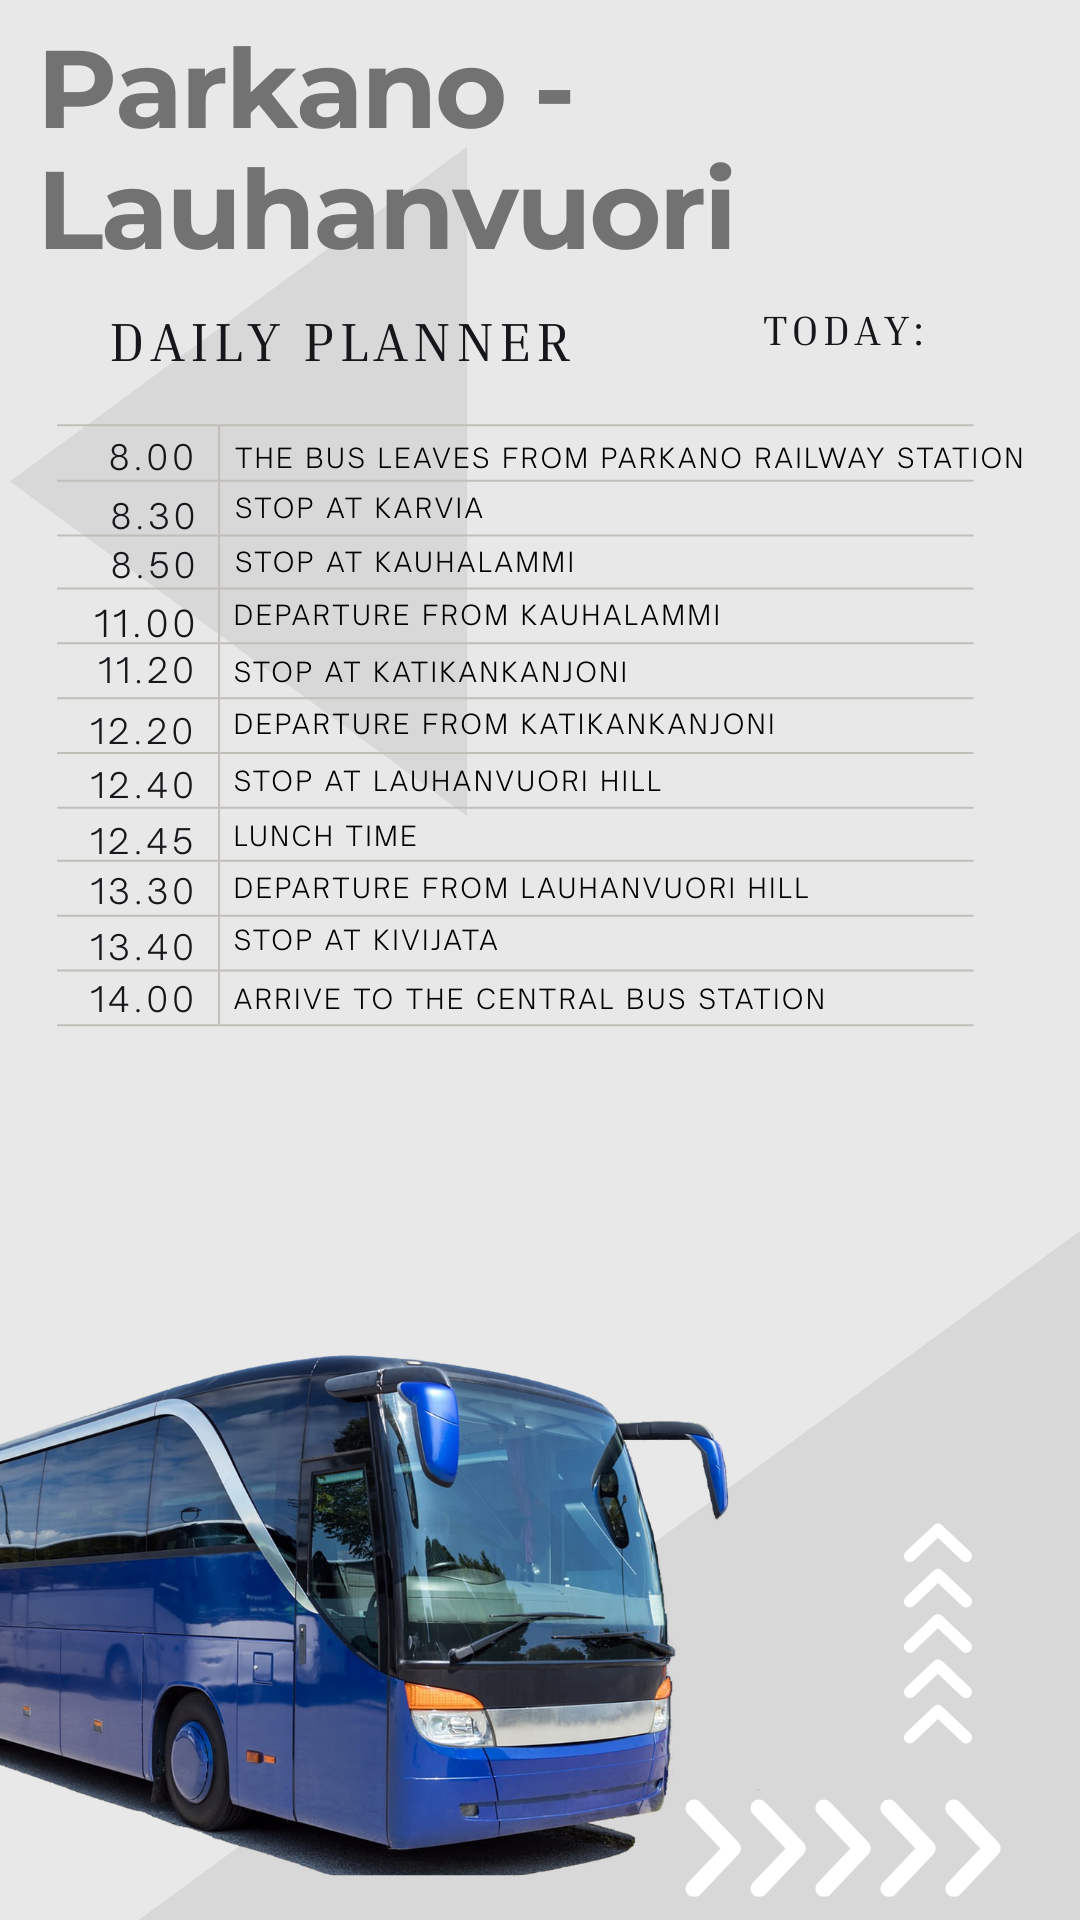 Parkano -
Lauhanvuori
DAILY PLANNER
TODAY:
8.00 THE BUS LEAVES FROM PARKANO RAILWAY STATION
8.30 STOP AT KARVIA
8.50 STOP AT KAUHALAMMI
11.00 DEPARTURE FROM KAUHALAMMI
11.20 STOP AT KATIKANKANJONI
12.20 DEPARTURE FROM KATIKANKANJONI
12.40 STOP AT LAUHANVUORI HILL
12.45 LUNCH TIME
13.30 DEPARTURE FROM LAUHANVUORI HILL
13.40 STOP AT KIVIJATA
14.00 ARRIVE TO THE CENTRAL BUS STATION